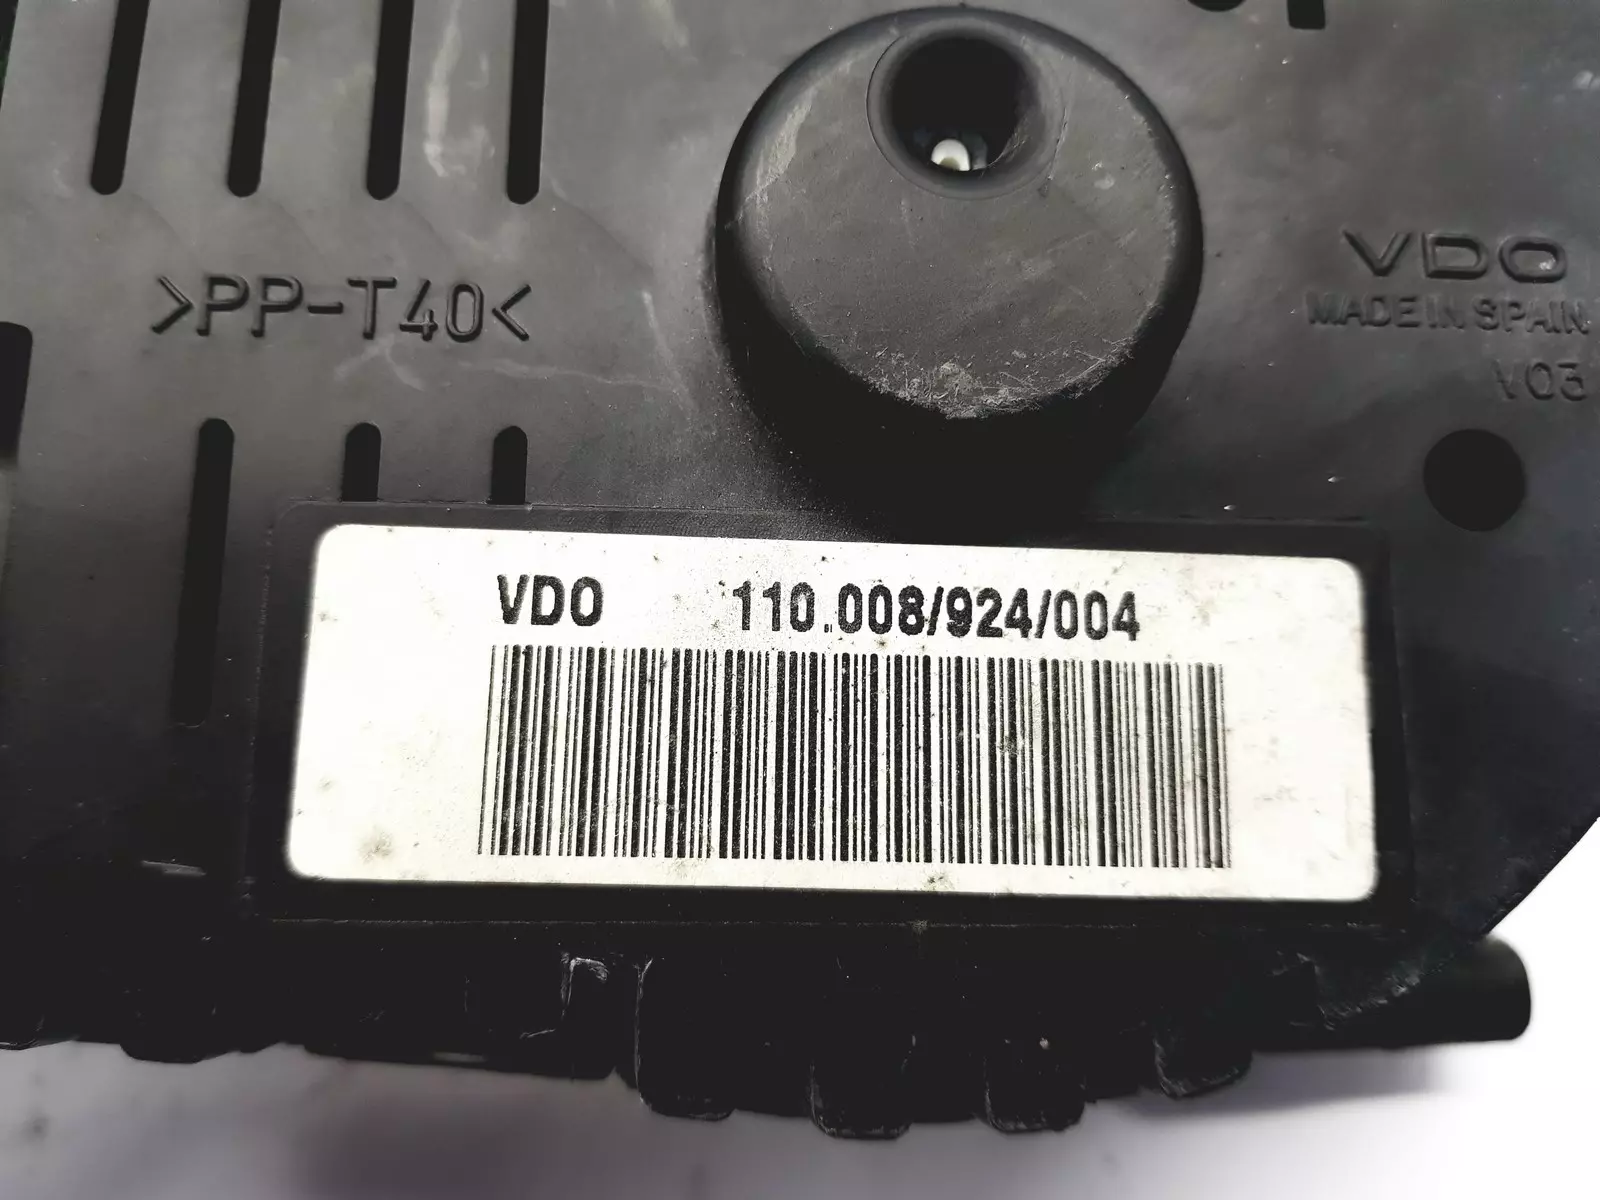 >PP-T40<
VDO
MADE IN SPAIN
V03
VDO 110.008/924/004